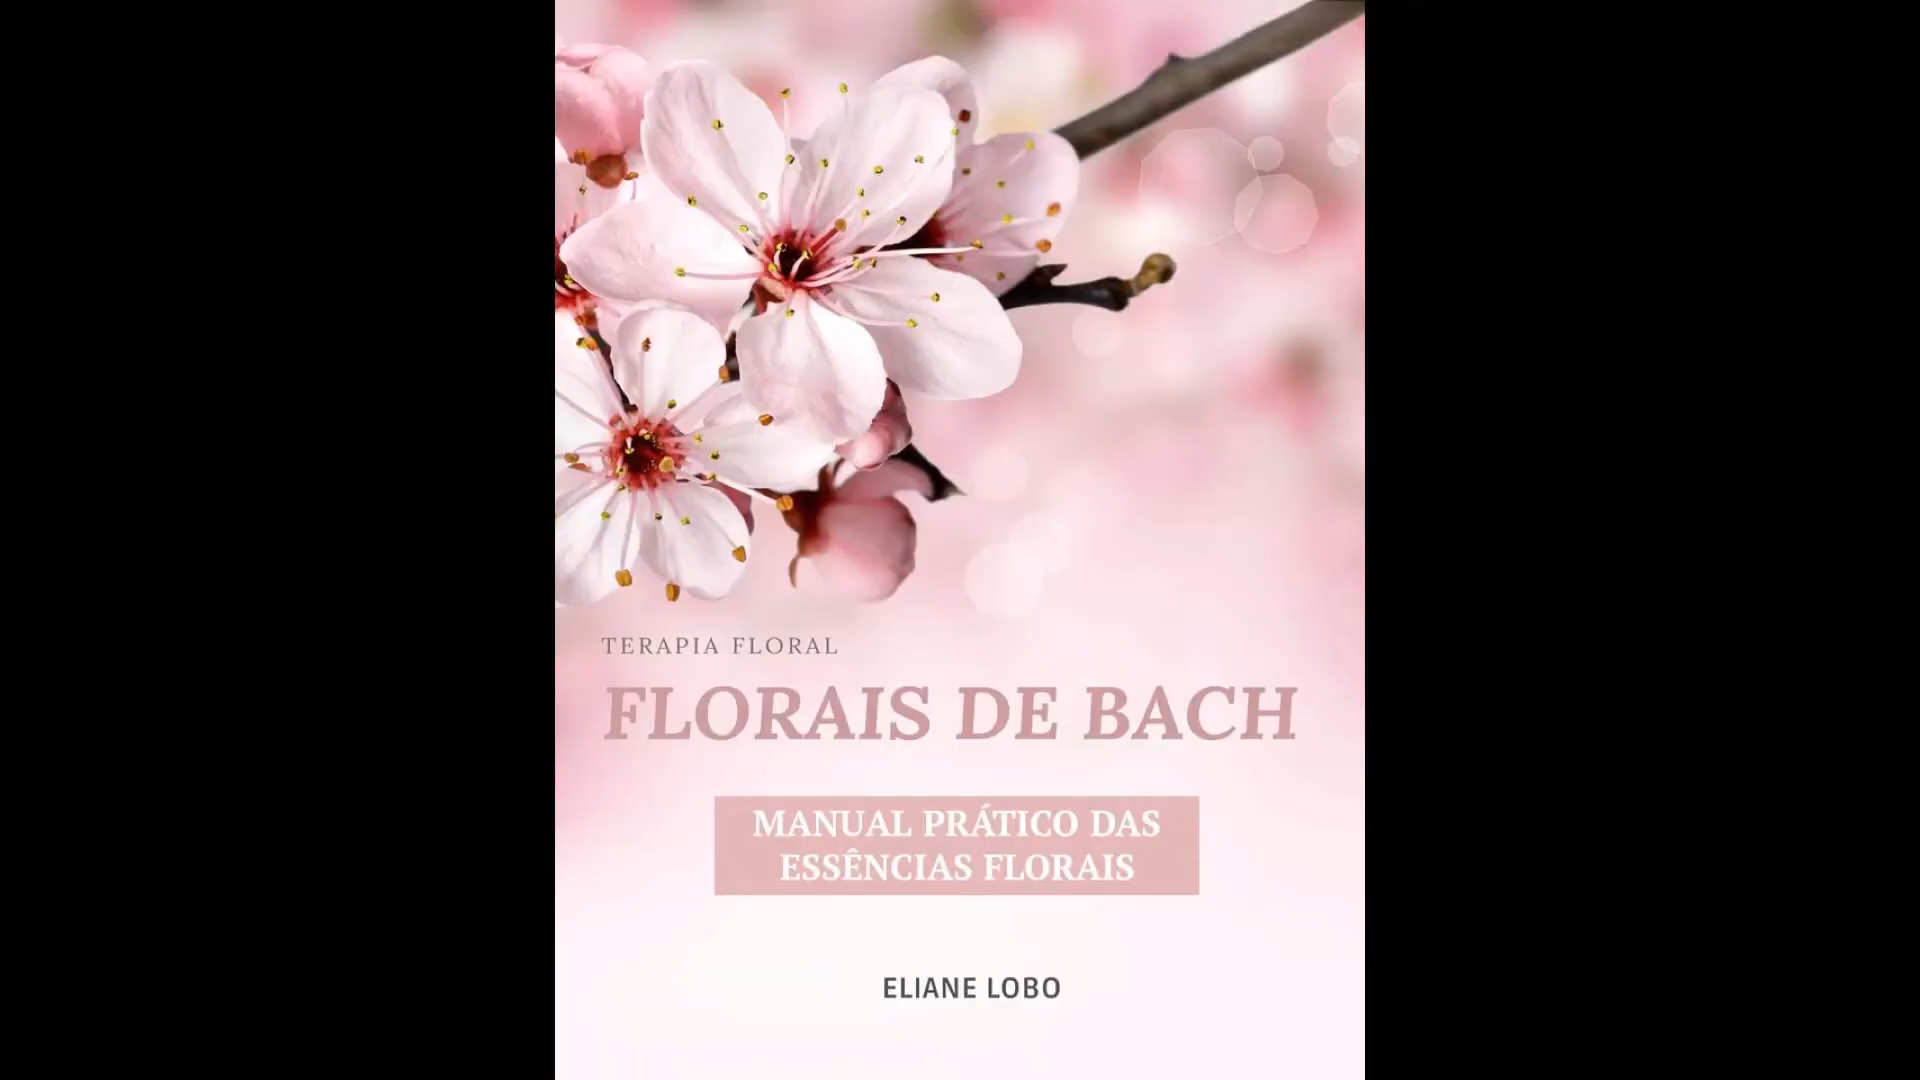 TERAPIA FLORAL
FLORAIS DE BACH
MANUAL PRÁTICO DAS
ESSÊNCIAS FLORAIS
ELIANE LOBO